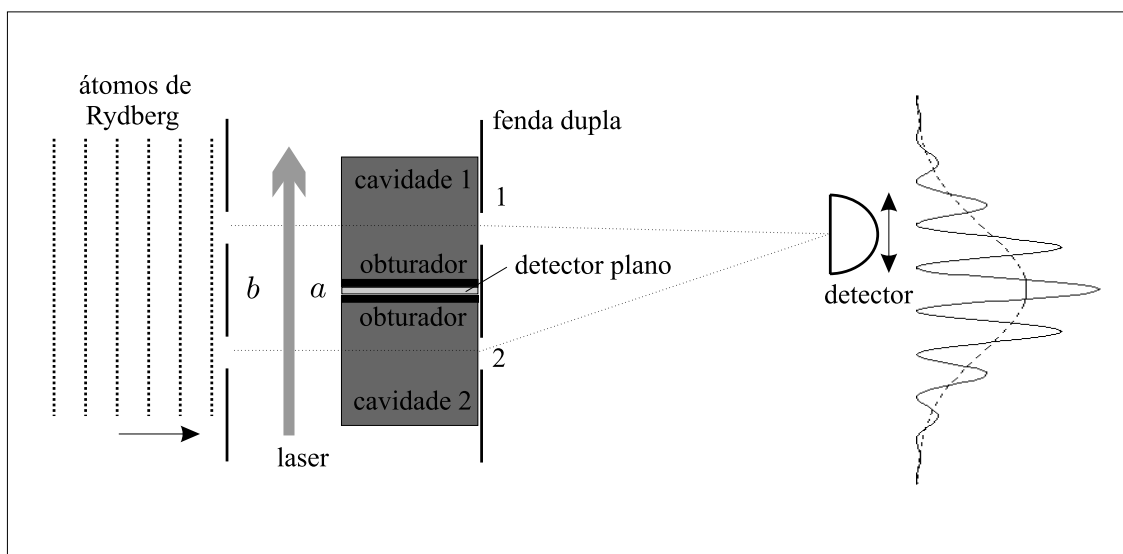 átomos de
Rydberg
fenda dupla
cavidade 1
1
obturador
detector plano
b
a
obturador
detector
2
cavidade 2
laser